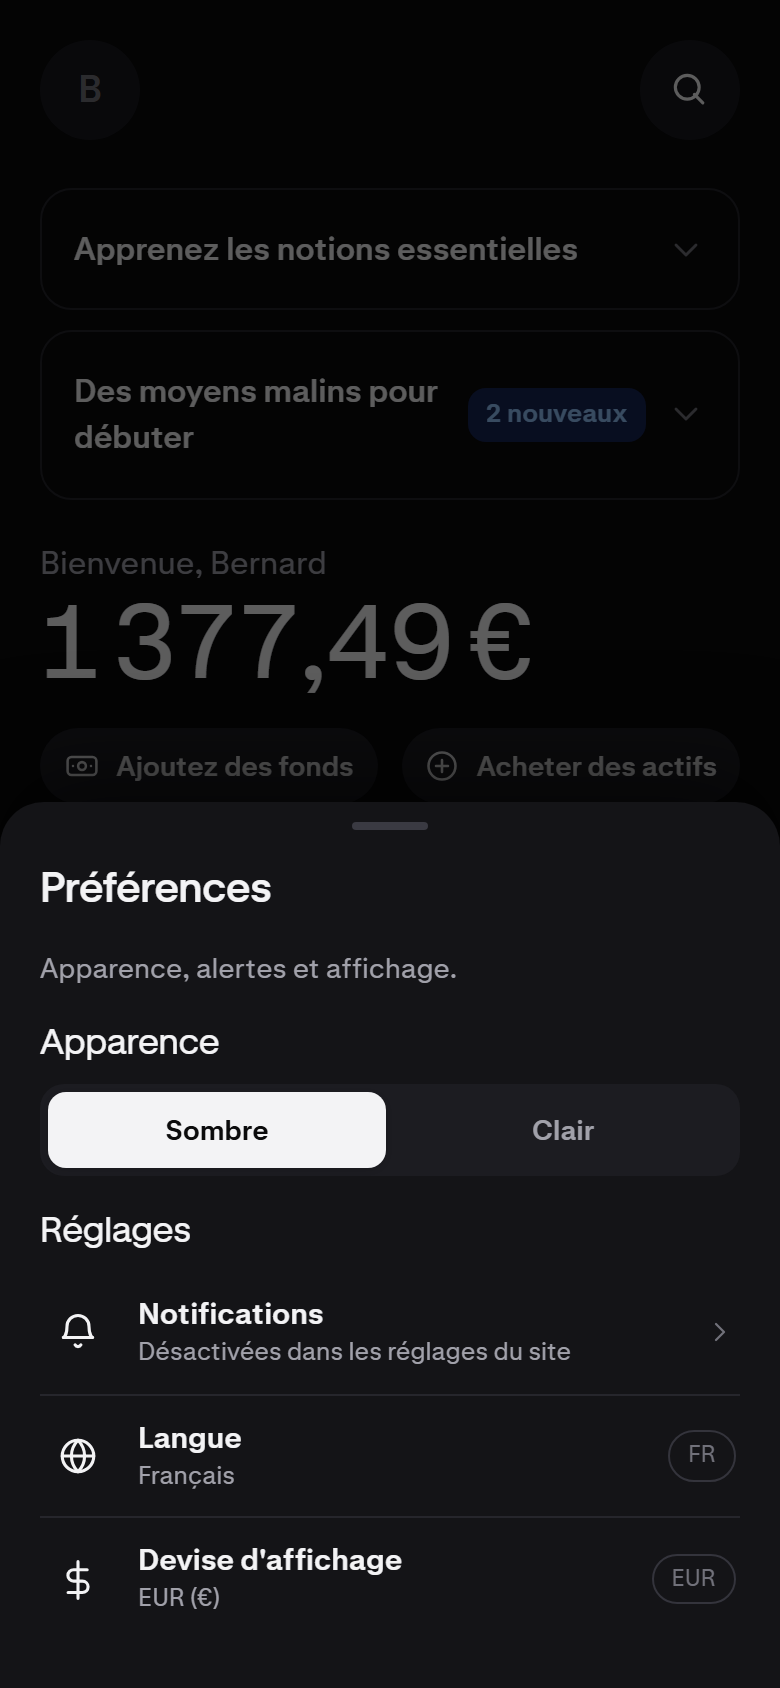 B
Apprenez les notions essentielles
Des moyens malins pour
débuter
2 nouveaux
Bienvenue, Bernard
1 377,49 €
Ajoutez des fonds
Acheter des actifs
Préférences
Apparence, alertes et affichage.
Apparence
Sombre
Clair
Réglages
Notifications
Désactivées dans les réglages du site
Langue
Français
FR
Devise d'affichage
EUR (€)
EUR